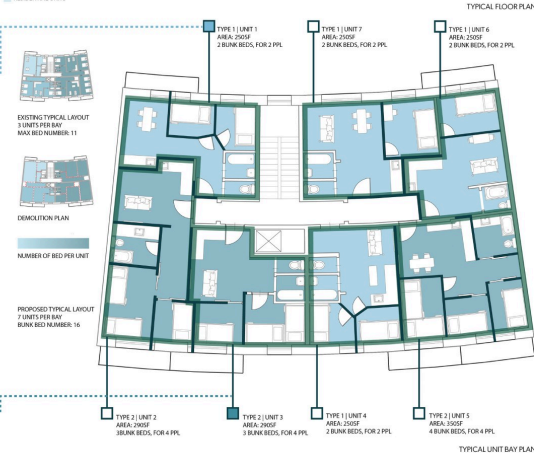 TYPICAL FLOOR PLAN
TYPE 1 | UNIT 1
AREA: 250SF
2 BUNK BEDS, FOR 2 PPL
TYPE 1 | UNIT 7
AREA: 250SF
2 BUNK BEDS, FOR 2 PPL
TYPE 1 | UNIT 6
AREA: 250SF
2 BUNK BEDS, FOR 2 PPL
EXISTING TYPICAL LAYOUT
3 UNITS PER BAY
MAX BED NUMBER: 11
DEMOLITION PLAN
NUMBER OF BED PER UNIT
PROPOSED TYPICAL LAYOUT
7 UNITS PER BAY
BUNK BED NUMBER: 16
TYPE 2 | UNIT 2
AREA: 290SF
3BUNK BEDS, FOR 4 PPL
TYPE 2 | UNIT 3
AREA: 290SF
3 BUNK BEDS, FOR 4 PPL
TYPE 1 | UNIT 4
AREA: 250SF
2 BUNK BEDS, FOR 2 PPL
TYPE 2 | UNIT 5
AREA: 350SF
4 BUNK BEDS, FOR 4 PPL
TYPICAL UNIT BAY PLAN